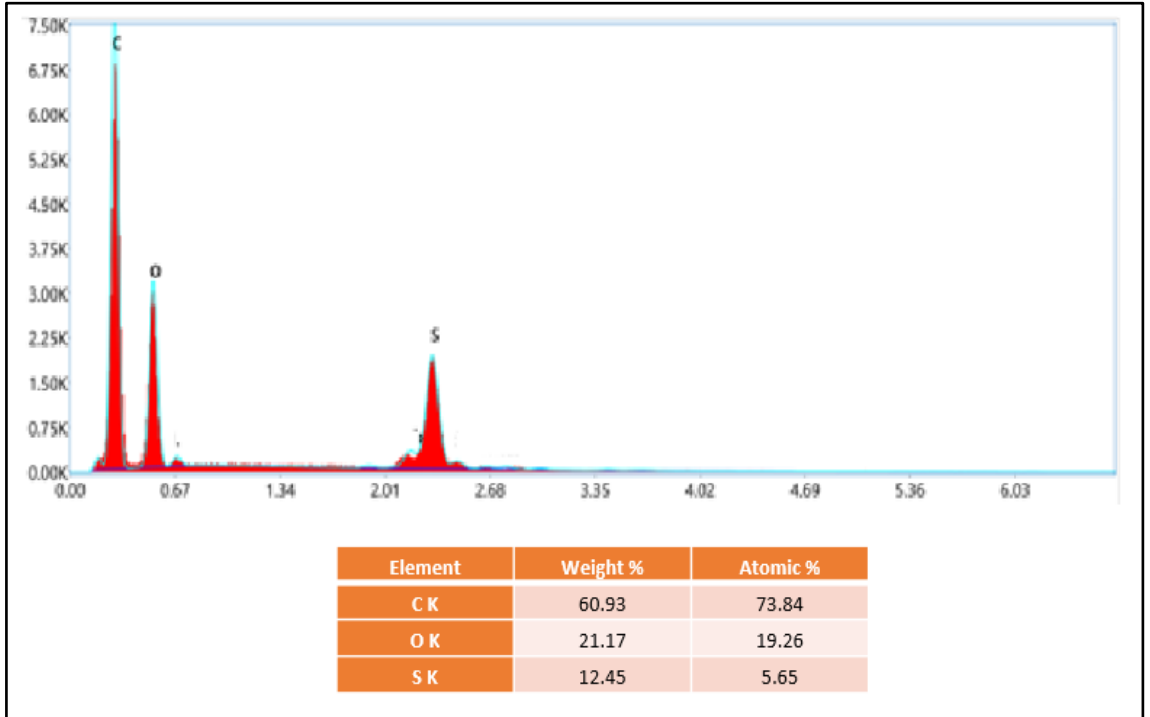 7.50K
C
6.75K
6.00K
5.25K
4.50K
3.75K
O
3.00K
S
2.25K
1.50K
0.75K
0.00K
0.00 0.67 1.34 2.01 2.68 3.35 4.02 4.69 5.36 6.03
Element Weight % Atomic %
C K 60.93 73.84
O K 21.17 19.26
S K 12.45 5.65